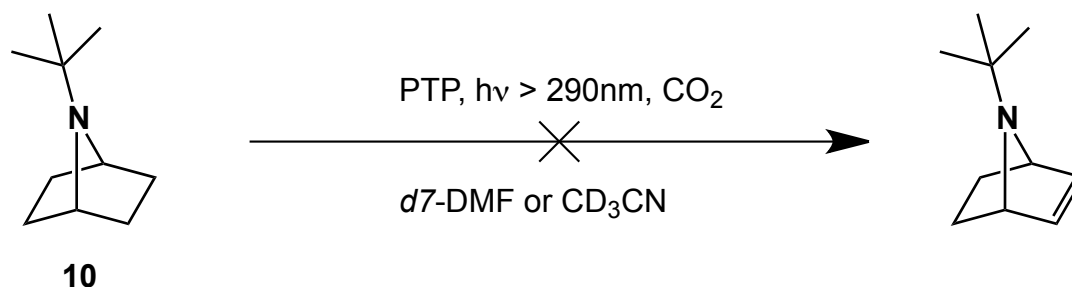 N
PTP, hν > 290nm, CO₂
d7-DMF or CD₃CN
N
10